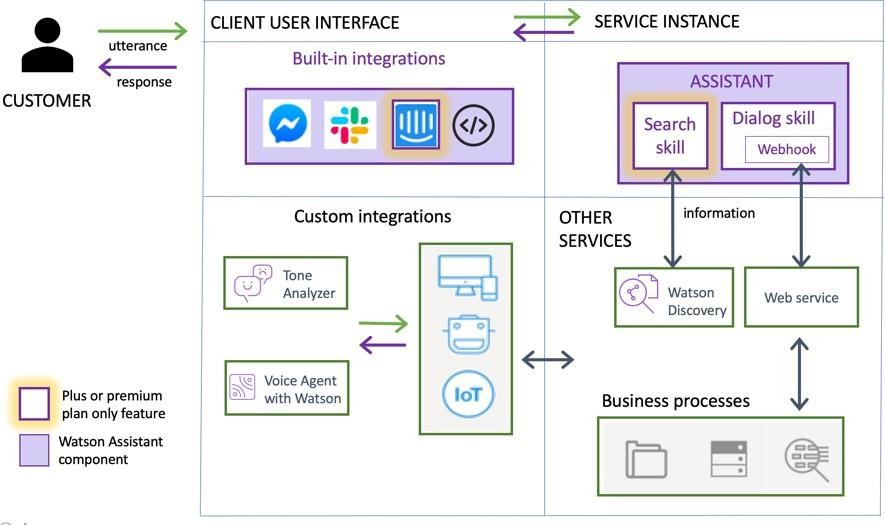 CLIENT USER INTERFACE
SERVICE INSTANCE
utterance
response
CUSTOMER
Built-in integrations
</>
ASSISTANT
Search
skill
Dialog skill
Webhook
Custom integrations
Tone
Analyzer
Voice Agent
with Watson
IoT
OTHER
SERVICES
information
Watson
Discovery
Web service
Business processes
Plus or premium
plan only feature
Watson Assistant
component